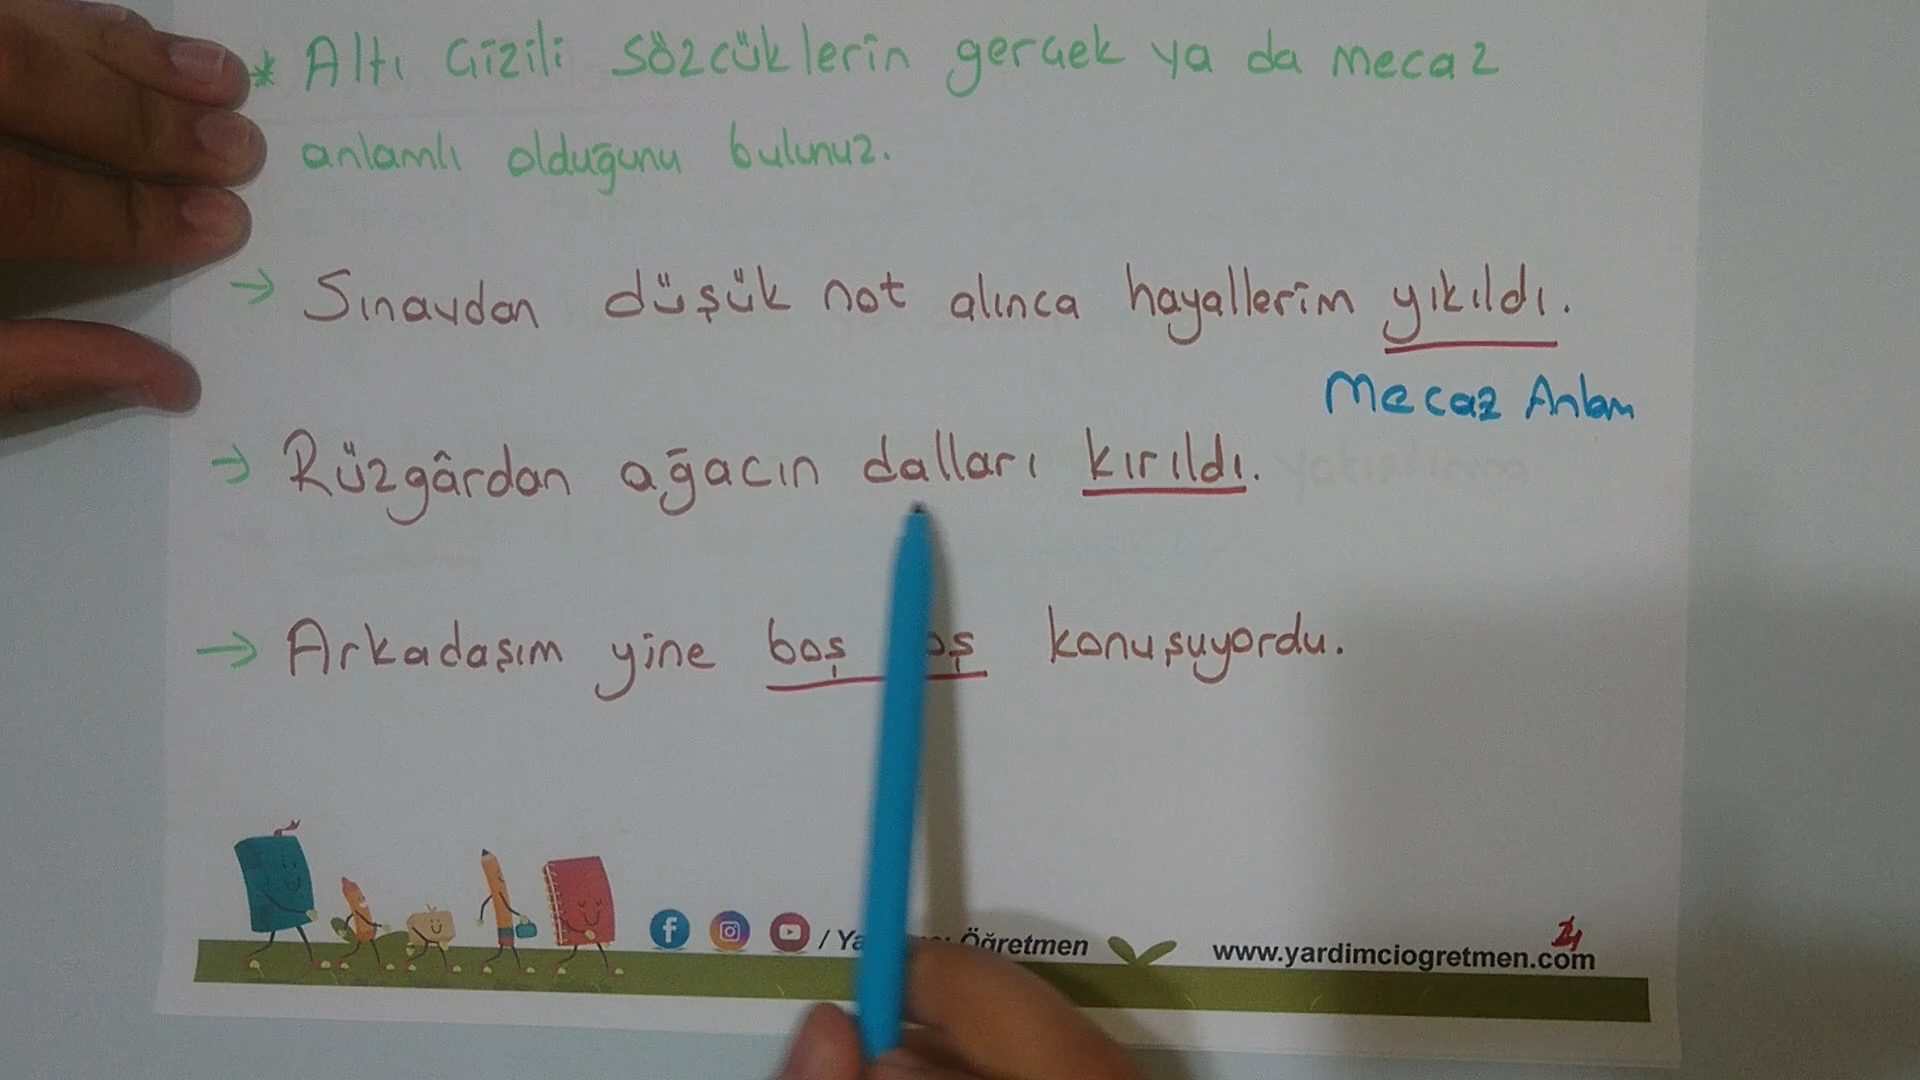 * Altı Çizili Sözcüklerin gerçek ya da mecaz
anlamlı olduğunu bulunuz.
→ Sınavdan düşük not alınca hayallerim yıkıldı.
Mecaz Anlam
→ Rüzgârdan ağacın dalları kırıldı.
→ Arkadaşım yine boş konuşuyordu.
/ Öğretmen www.yardimciogretmen.com